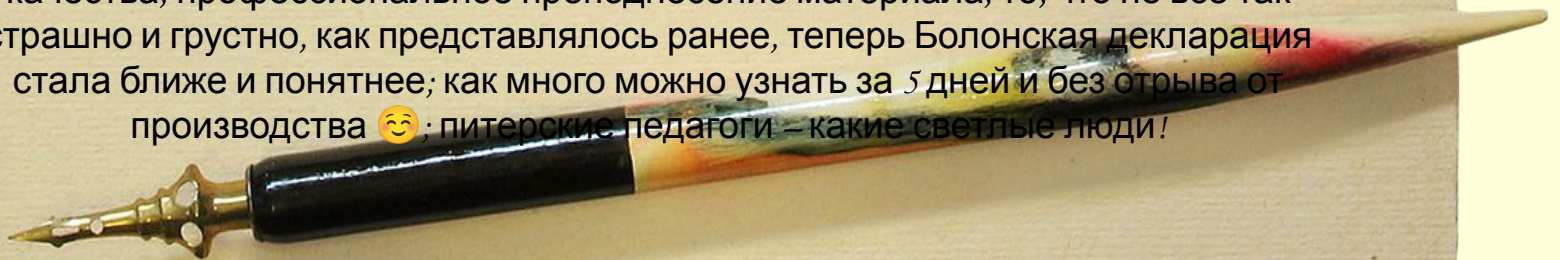 качества, профессиональное преподнесение материала, то, что не все так
страшно и грустно, как представлялось ранее, теперь Болонская декларация
стала ближе и понятнее; как много можно узнать за 5 дней и без отрыва от
производства 😊; питерские педагоги – какие светлые люди!